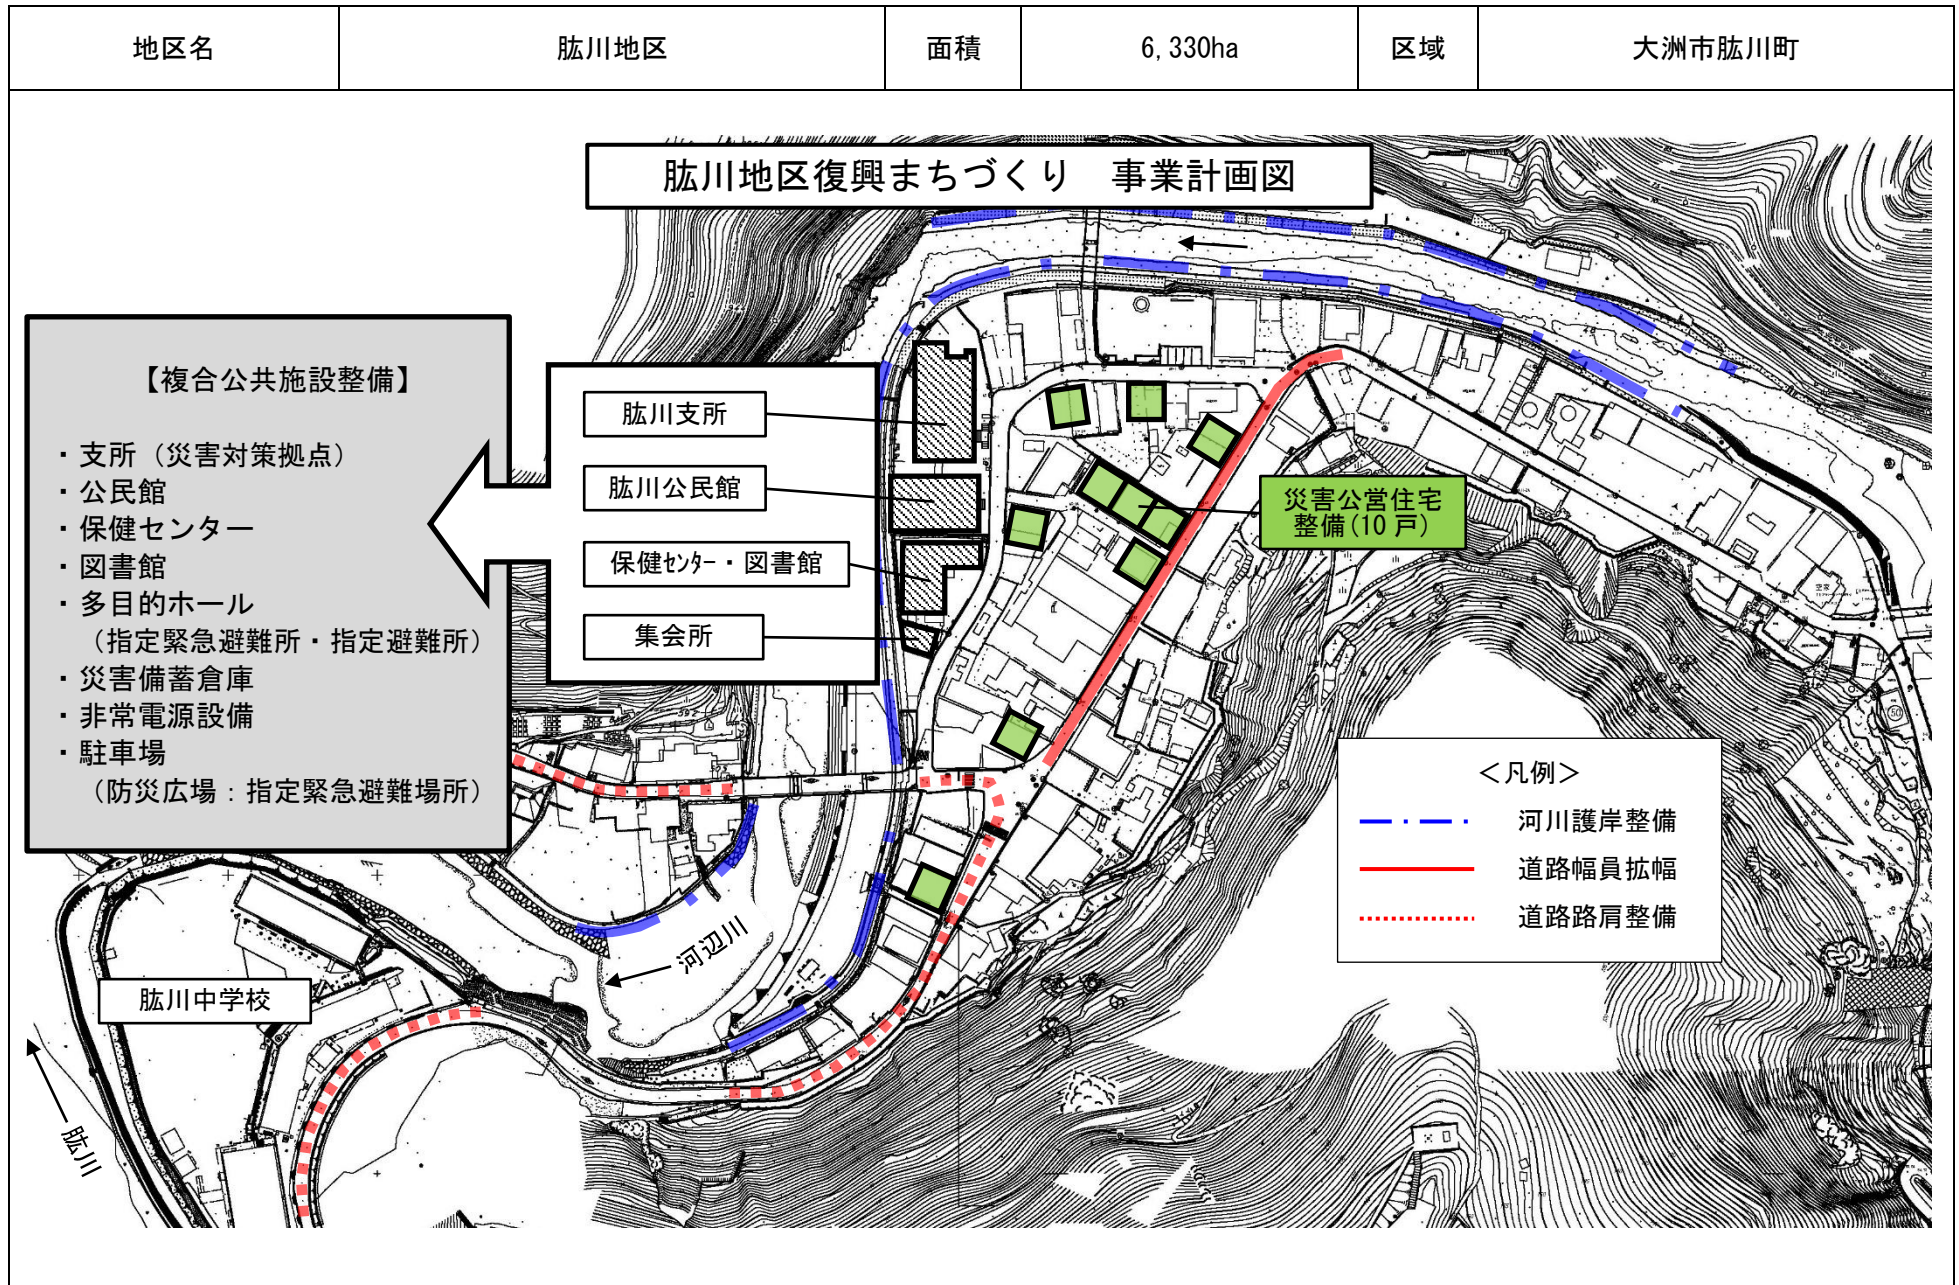 地区名 肱川地区 面積 6,330ha 区域 大洲市肱川町
肱川地区復興まちづくり　事業計画図
【複合公共施設整備】
・支所（災害対策拠点）
・公民館
・保健センター
・図書館
・多目的ホール
（指定緊急避難所・指定避難所）
・災害備蓄倉庫
・非常電源設備
・駐車場
（防災広場：指定緊急避難場所）
肱川支所
肱川公民館
保健ｾﾝﾀｰ・図書館
集会所
災害公営住宅
整備(10戸)
＜凡例＞
河川護岸整備
道路幅員拡幅
道路路肩整備
河辺川
肱川中学校
肱川